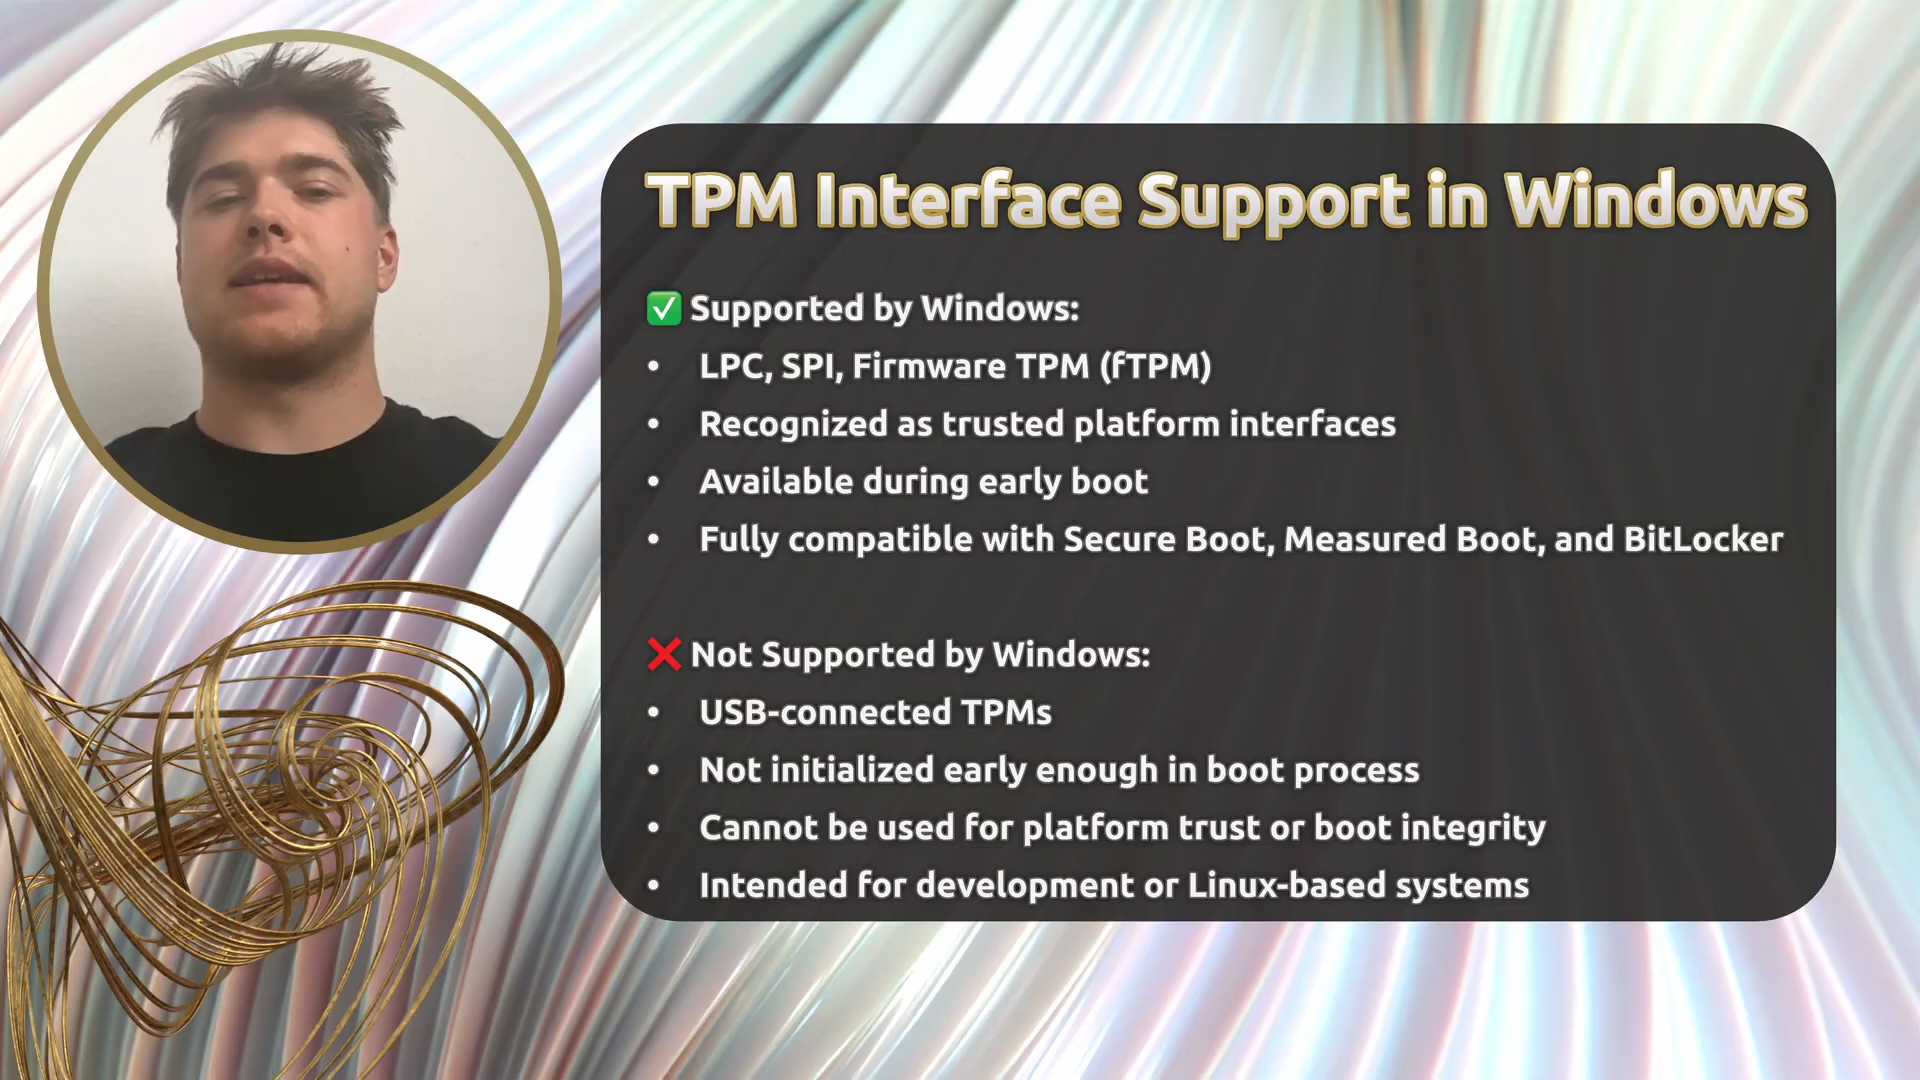 TPM Interface Support in Windows
✅ Supported by Windows:
• LPC, SPI, Firmware TPM (fTPM)
• Recognized as trusted platform interfaces
• Available during early boot
• Fully compatible with Secure Boot, Measured Boot, and BitLocker
❌ Not Supported by Windows:
• USB-connected TPMs
• Not initialized early enough in boot process
• Cannot be used for platform trust or boot integrity
• Intended for development or Linux-based systems